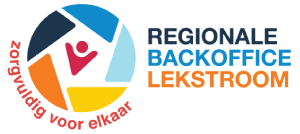 REGIONALE
BACKOFFICE
LEKSTROOM
zorgvuldig voor elkaar